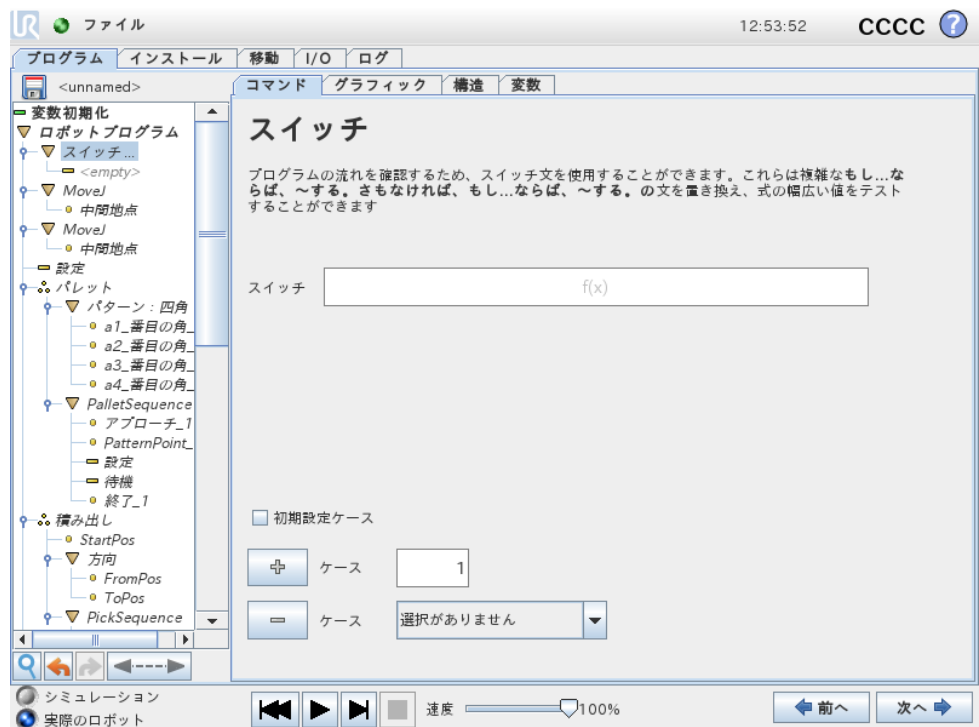 ファイル
12:53:52
CCCC
?
プログラム インストール 移動 I/O ログ
<unnamed>
コマンド グラフィック 構造 変数
変数初期化
ロボットプログラム
スイッチ...
<empty>
MoveJ
中間地点
MoveJ
中間地点
設定
パレット
パターン：四角
a1_番目の角_
a2_番目の角_
a3_番目の角_
a4_番目の角_
PalletSequence
アプローチ_1
PatternPoint_
設定
待機
終了_1
積み出し
StartPos
方向
FromPos
ToPos
PickSequence
スイッチ
プログラムの流れを確認するため、スイッチ文を使用することができます。これらは複雑なもし...な
らば、～する。さもなければ、もし...ならば、～する。の文を置き換え、式の幅広い値をテスト
することができます
スイッチ
f(x)
初期設定ケース
ケース
1
ケース
選択がありません
シミュレーション
実際のロボット
速度
100%
前へ
次へ